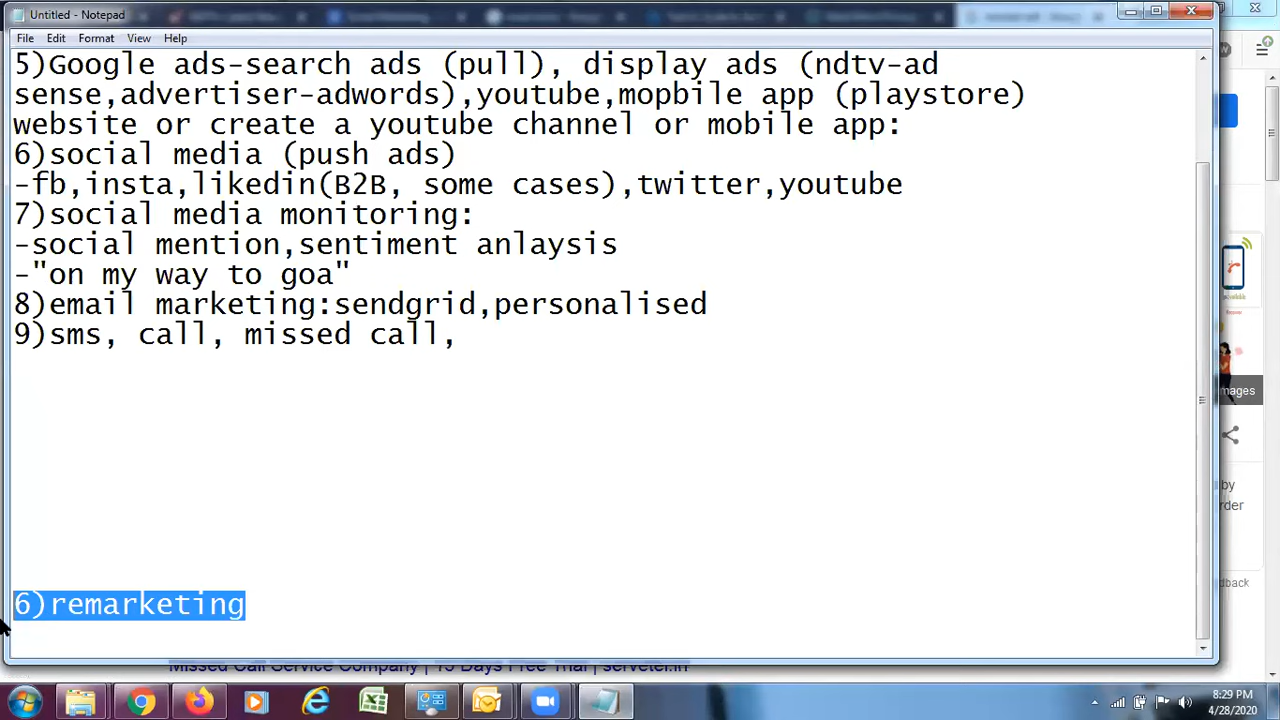 Untitled - Notepad
File Edit Format View Help
5)Google ads-search ads (pull), display ads (ndtv-ad
sense,advertiser-adwords),youtube,mopbile app (playstore)
website or create a youtube channel or mobile app:
6)social media (push ads)
-fb,insta,likedin(B2B, some cases),twitter,youtube
7)social media monitoring:
-social mention,sentiment anlaysis
-"on my way to goa"
8)email marketing:sendgrid,personalised
9)sms, call, missed call,
mages
by
rder
6)remarketing
dback
Missed Call Service Company | 15 Days Free Trial | servetel.in
8:29 PM
4/28/2020